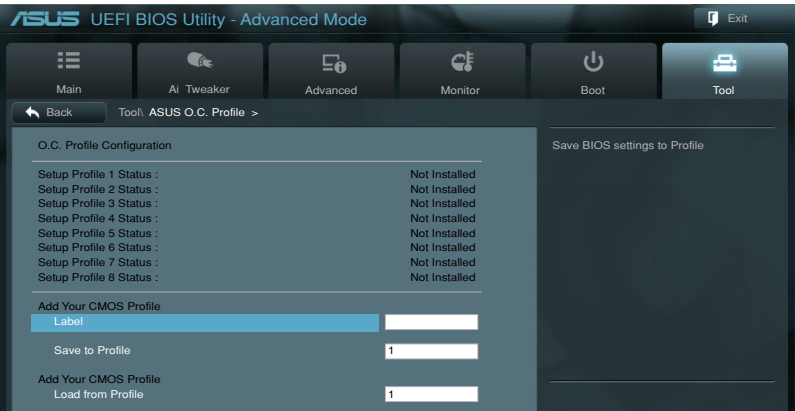 ASUS UEFI BIOS Utility - Advanced Mode
Exit
Main
Ai Tweaker
Advanced
Monitor
Boot
Tool
Back
Tool\ ASUS O.C. Profile >
O.C. Profile Configuration
Save BIOS settings to Profile
Setup Profile 1 Status : Not Installed
Setup Profile 2 Status : Not Installed
Setup Profile 3 Status : Not Installed
Setup Profile 4 Status : Not Installed
Setup Profile 5 Status : Not Installed
Setup Profile 6 Status : Not Installed
Setup Profile 7 Status : Not Installed
Setup Profile 8 Status : Not Installed
Add Your CMOS Profile
Label
Save to Profile 1
Add Your CMOS Profile
Load from Profile 1